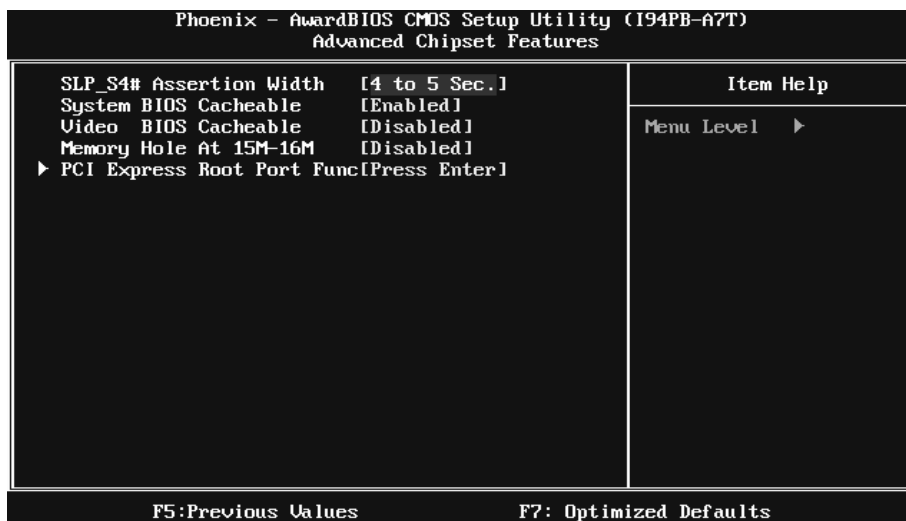 Phoenix - AwardBIOS CMOS Setup Utility (I94PB-A7T)
Advanced Chipset Features
SLP_S4# Assertion Width [4 to 5 Sec.]
System BIOS Cacheable [Enabled]
Video BIOS Cacheable [Disabled]
Memory Hole At 15M-16M [Disabled]
▶ PCI Express Root Port Func[Press Enter]
Item Help
Menu Level ▶
F5:Previous Values F7: Optimized Defaults